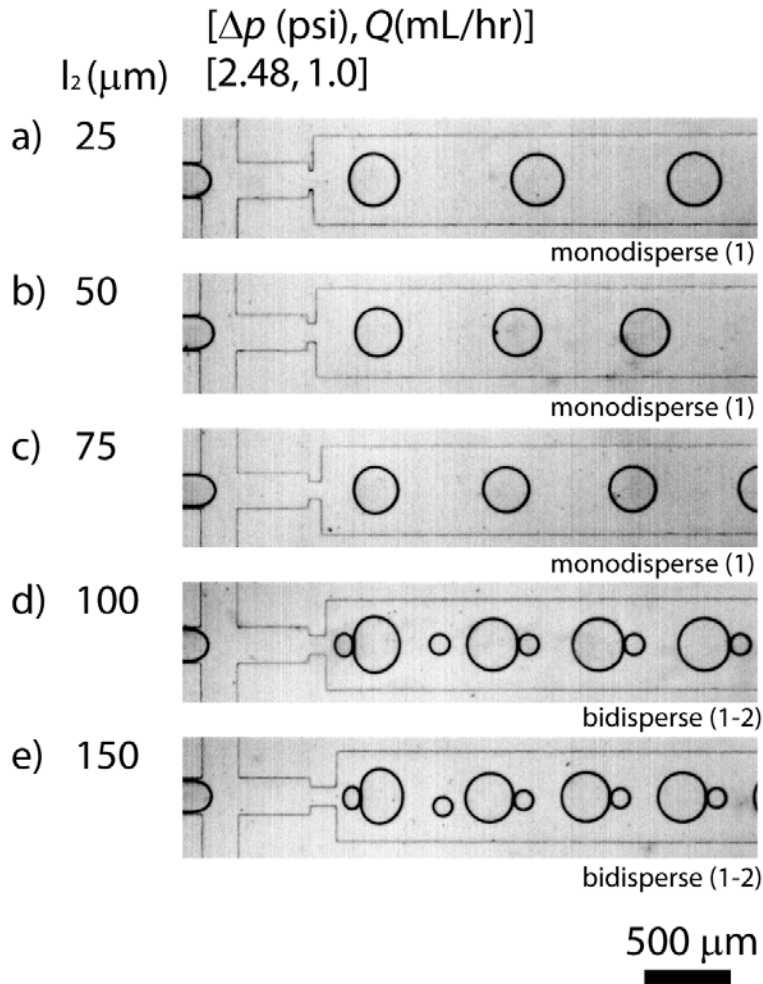 [Δp (psi), Q(mL/hr)]
l₂ (μm) [2.48, 1.0]
a) 25
monodisperse (1)
b) 50
monodisperse (1)
c) 75
monodisperse (1)
d) 100
bidisperse (1-2)
e) 150
bidisperse (1-2)
500 μm